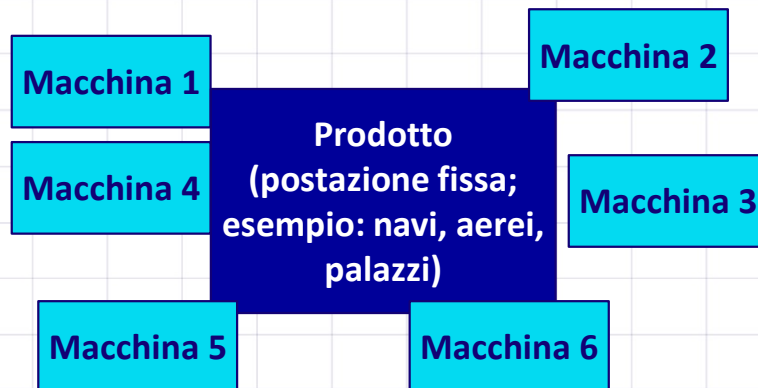 Macchina 1
Macchina 2
Prodotto
(postazione fissa;
esempio: navi, aerei,
palazzi)
Macchina 4
Macchina 3
Macchina 5
Macchina 6